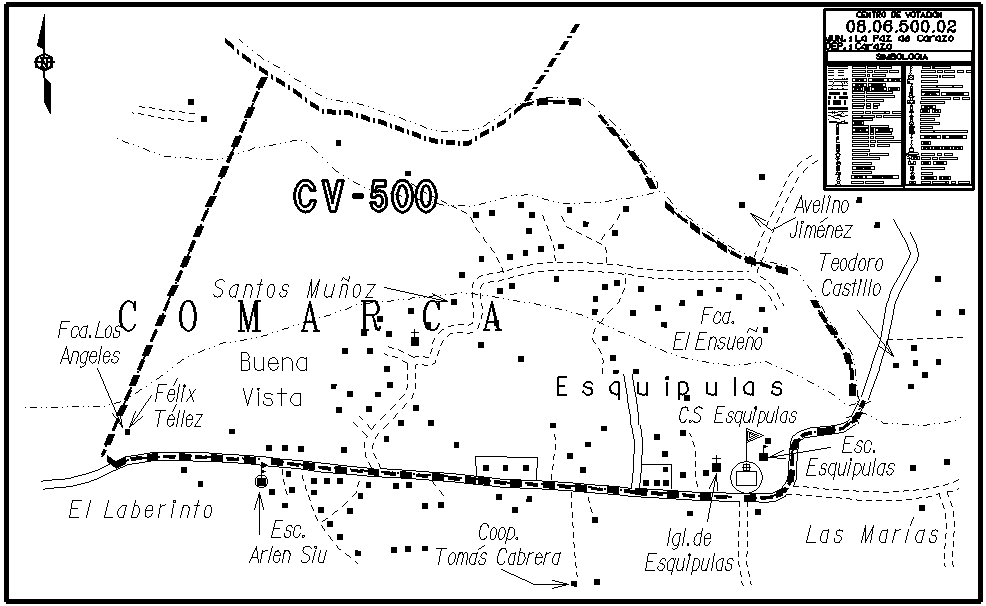 CENTRO DE VOTACIÓN
08.06.500.02
MUN.: La Paz de Carazo
DEP.: Carazo
SIMBOLOGIA
CV-500
Avelino
Jiménez
Teodoro
Castillo
Santos Muñoz
COMARCA
Fca. Los
Angeles
Fca.
El Ensueño
Buena
Vista
Félix
Téllez
Esquipulas
C.S Esquipulas
Esc.
Esquipulas
El Laberinto
Esc.
Arlen Siu
Coop.
Tomás Cabrera
Igl. de
Esquipulas
Las Marías